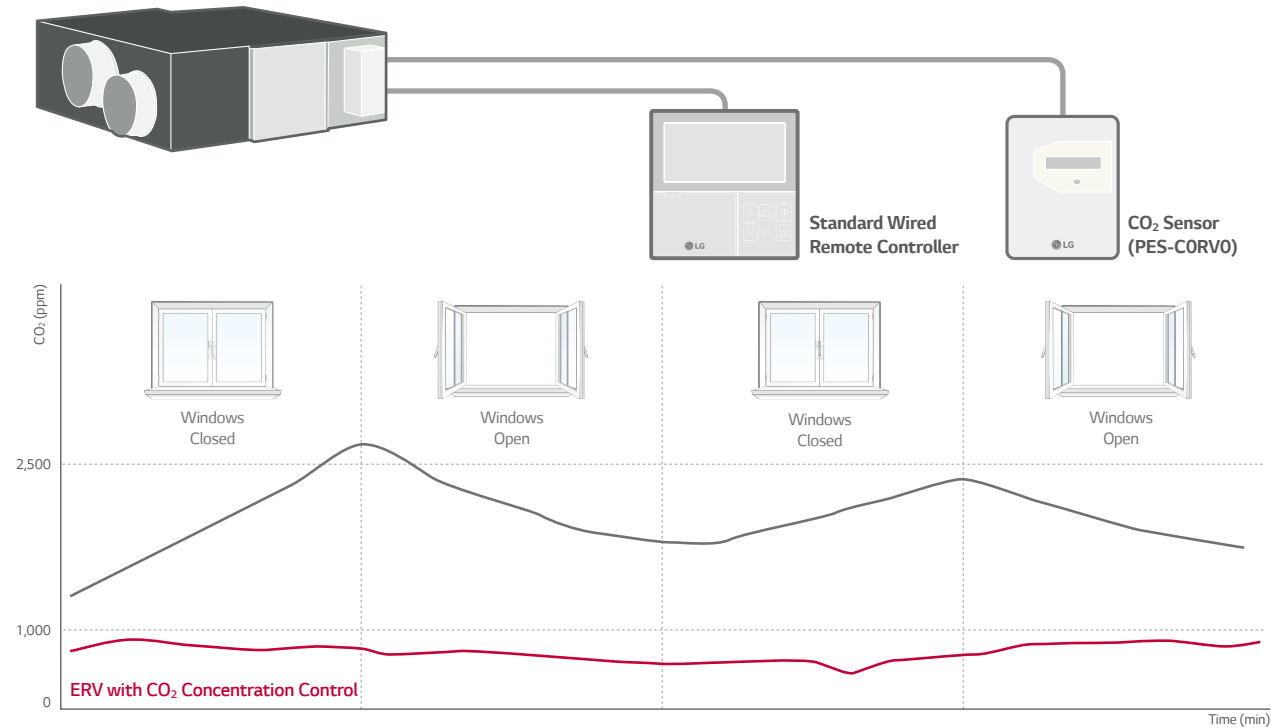 LG
Standard Wired
Remote Controller
LG
CO₂ Sensor
(PES-C0RV0)
CO₂ (ppm)
Windows
Closed
Windows
Open
Windows
Closed
Windows
Open
2,500
1,000
ERV with CO₂ Concentration Control
0
Time (min)